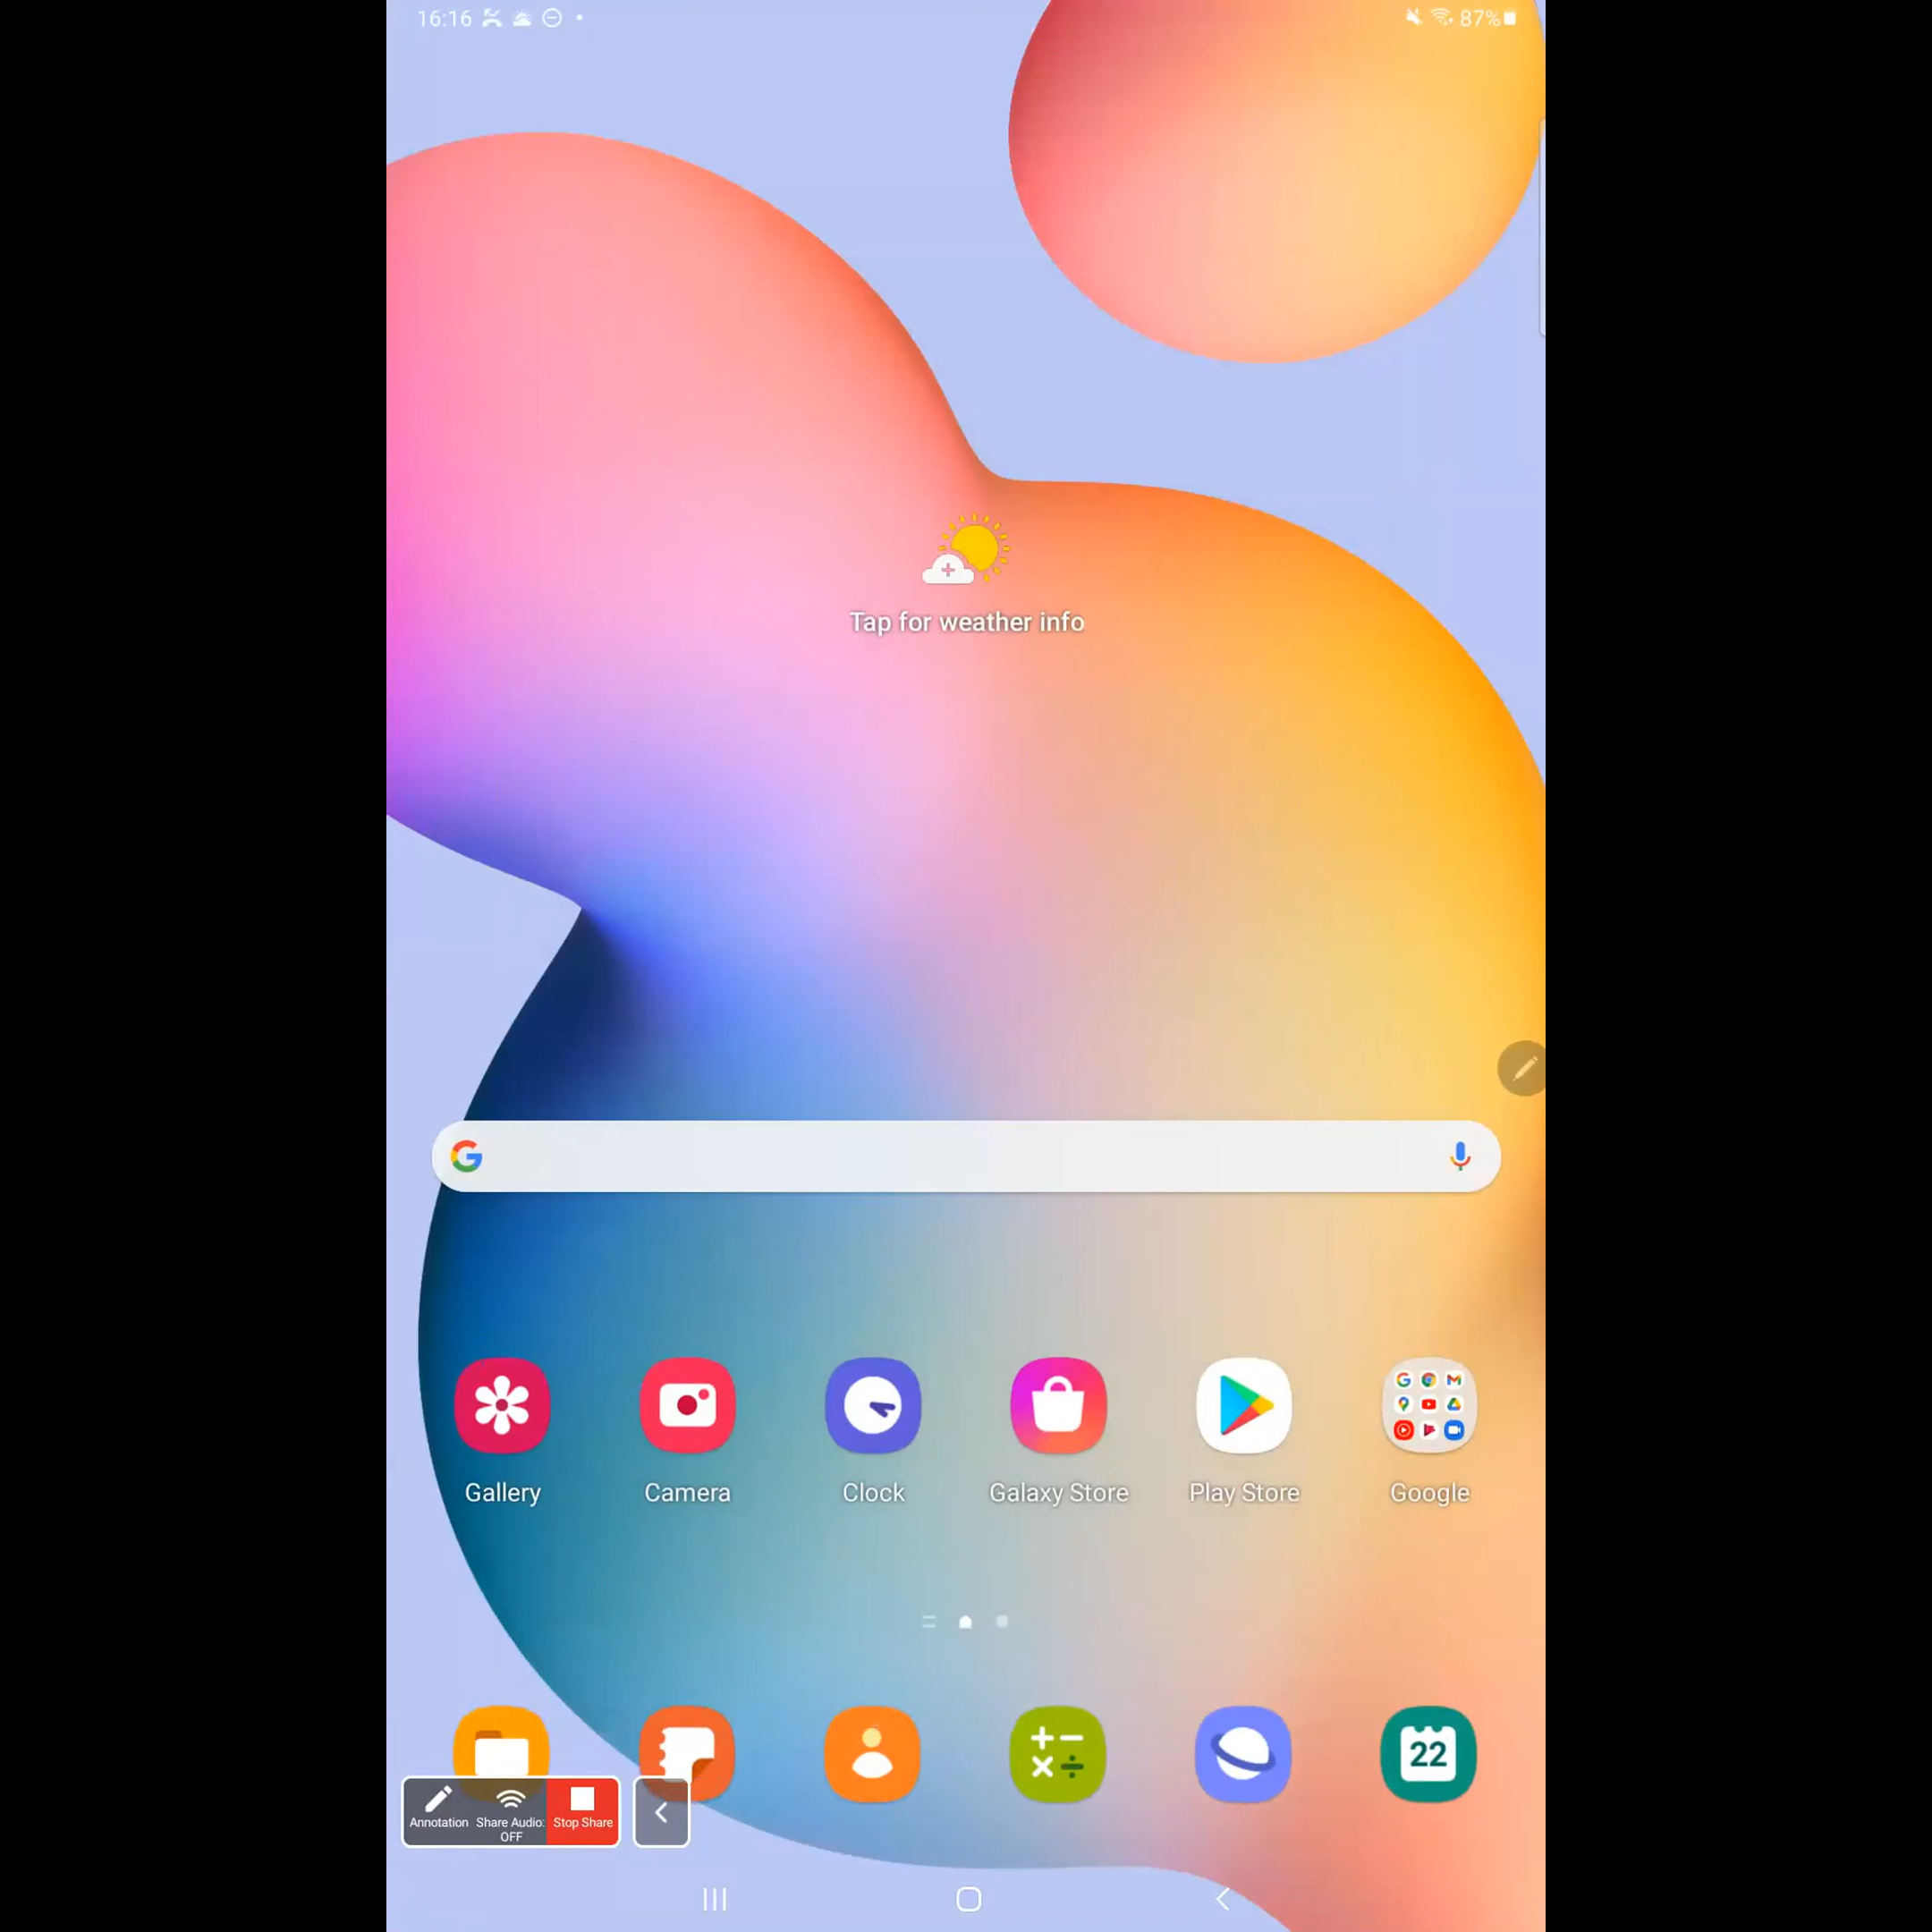 16:16
87%
Tap for weather info
Gallery
Camera
Clock
Galaxy Store
Play Store
Google
22
Annotation
Share Audio:
OFF
Stop Share